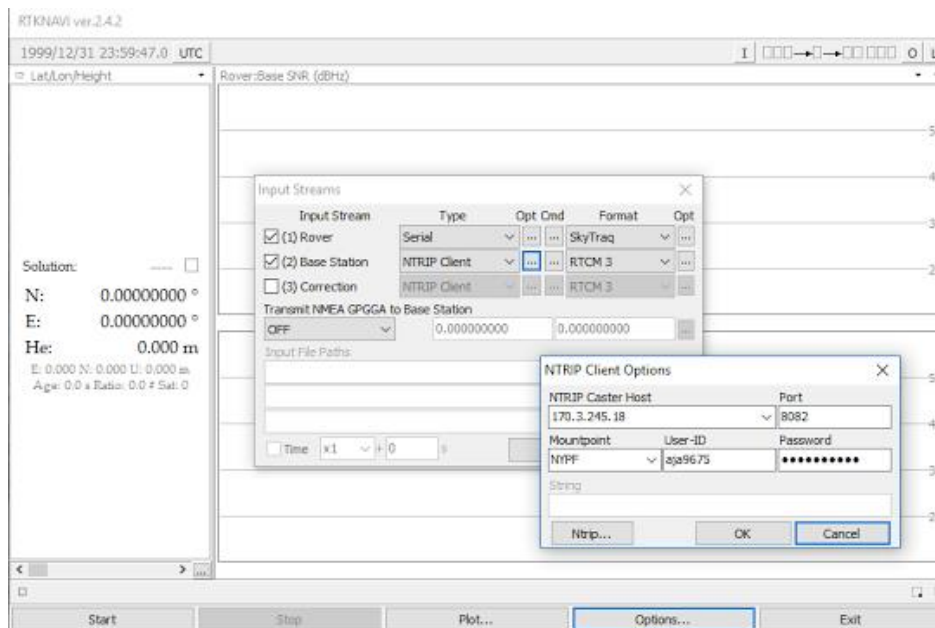 RTKNAVI ver.2.4.2
1999/12/31 23:59:47.0 UTC
I
O
Lat/Lon/Height
Rover:Base SNR (dBHz)
Input Streams
Input Stream Type Opt Cmd Format Opt
(1) Rover Serial ... ... SkyTraq ...
(2) Base Station NTRIP Client ... ... RTCM 3 ...
(3) Correction NTRIP Client ... ... RTCM 3 ...
Transmit NMEA GPGGA to Base Station
OFF 0.000000000 0.000000000 ...
Input File Paths
Time x1 + 0 s
Solution: -----
N: 0.00000000 °
E: 0.00000000 °
He: 0.000 m
E: 0.000 N: 0.000 U: 0.000 m
Age: 0.0 s Ratio: 0.0 # Sat: 0
NTRIP Client Options
NTRIP Caster Host Port
170.3.245.18 8082
Mountpoint User-ID Password
NYPF aja9675 ●●●●●●●●●●
String
Ntrip... OK Cancel
...
Start Stop Plot... Options... Exit